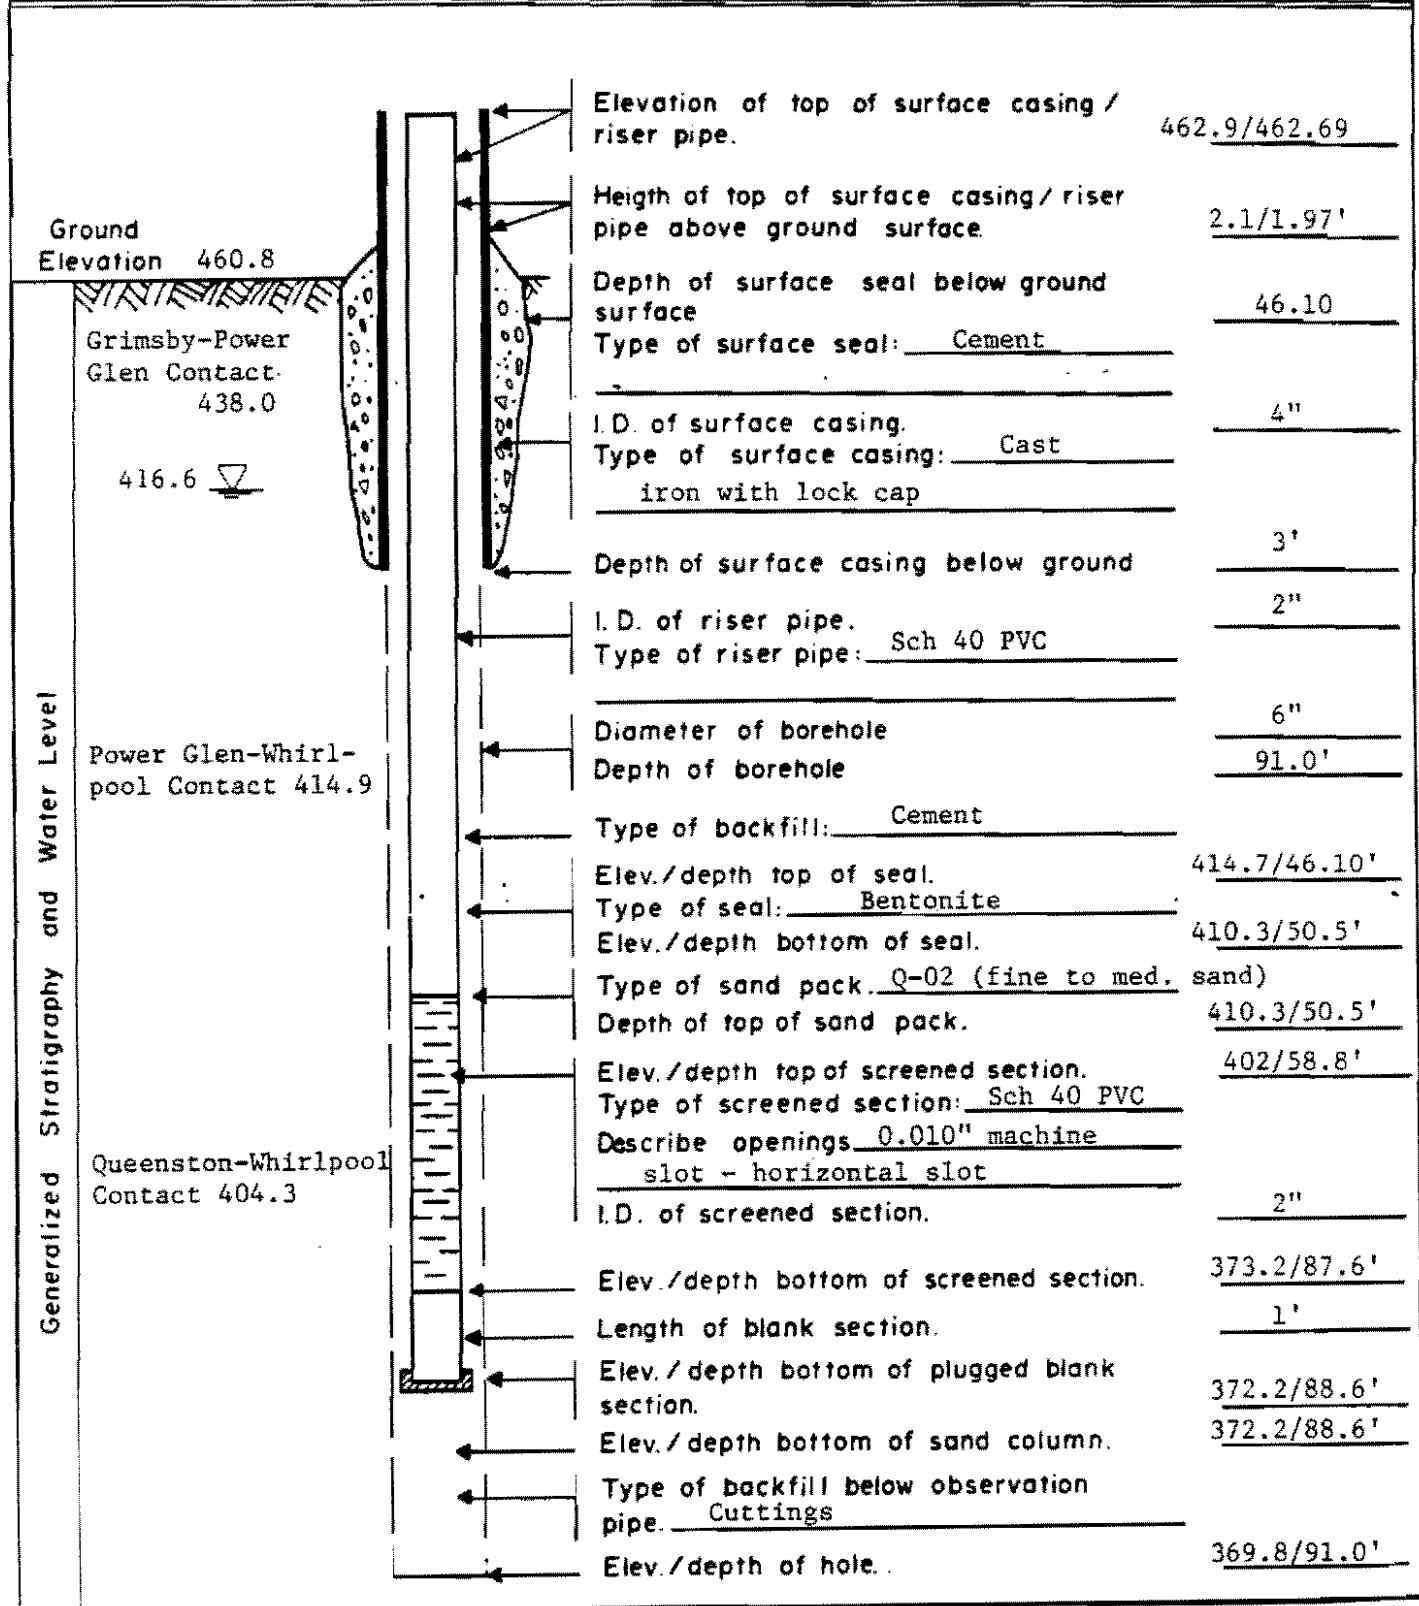 Elevation of top of surface casing /
riser pipe. 462.9/462.69
Heigth of top of surface casing / riser
pipe above ground surface. 2.1/1.97'
Ground
Elevation 460.8
Depth of surface seal below ground
surface 46.10
Type of surface seal: Cement
Grimsby-Power
Glen Contact
438.0
I.D. of surface casing. 4"
Type of surface casing: Cast
iron with lock cap
416.6
Depth of surface casing below ground 3'
I.D. of riser pipe. 2"
Type of riser pipe: Sch 40 PVC
Diameter of borehole 6"
Depth of borehole 91.0'
Power Glen-Whirl-
pool Contact 414.9
Type of backfill: Cement
Elev./depth top of seal. 414.7/46.10'
Type of seal: Bentonite
Elev./depth bottom of seal. 410.3/50.5'
Type of sand pack. Q-02 (fine to med. sand)
Depth of top of sand pack. 410.3/50.5'
Elev./depth top of screened section. 402/58.8'
Type of screened section: Sch 40 PVC
Describe openings 0.010" machine
slot - horizontal slot
Queenston-Whirlpool
Contact 404.3
I.D. of screened section. 2"
Elev./depth bottom of screened section. 373.2/87.6'
Length of blank section. 1'
Elev./depth bottom of plugged blank
section. 372.2/88.6'
Elev./depth bottom of sand column. 372.2/88.6'
Type of backfill below observation
pipe. Cuttings
Elev./depth of hole. 369.8/91.0'
Generalized Stratigraphy and Water Level